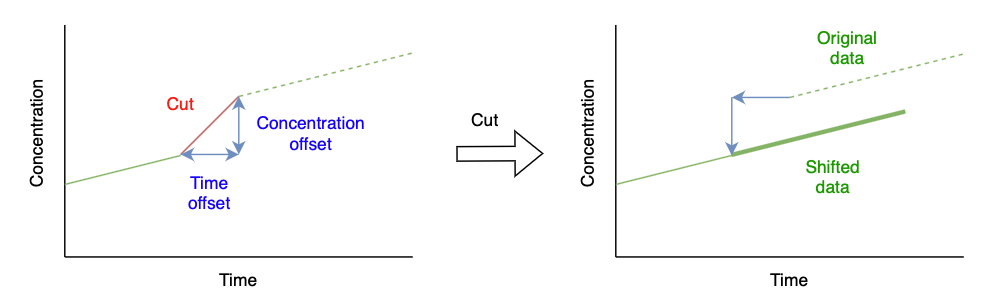 Concentration
Cut
Concentration
offset
Time
offset
Time
Cut
Concentration
Original
data
Shifted
data
Time